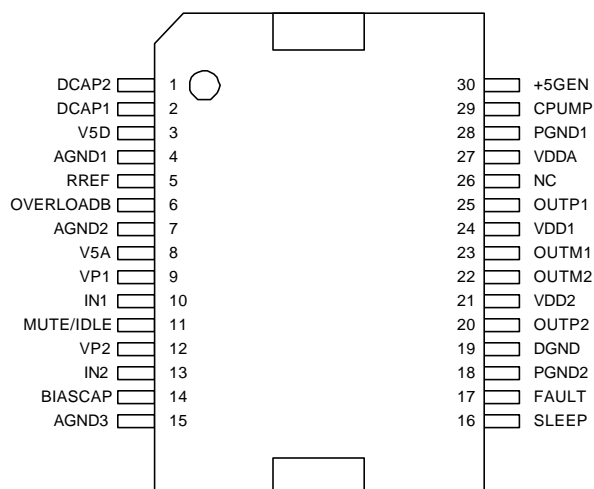 DCAP2 1 30 +5GEN
DCAP1 2 29 CPUMP
V5D 3 28 PGND1
AGND1 4 27 VDDA
RREF 5 26 NC
OVERLOADB 6 25 OUTP1
AGND2 7 24 VDD1
V5A 8 23 OUTM1
VP1 9 22 OUTM2
IN1 10 21 VDD2
MUTE/IDLE 11 20 OUTP2
VP2 12 19 DGND
IN2 13 18 PGND2
BIASCAP 14 17 FAULT
AGND3 15 16 SLEEP